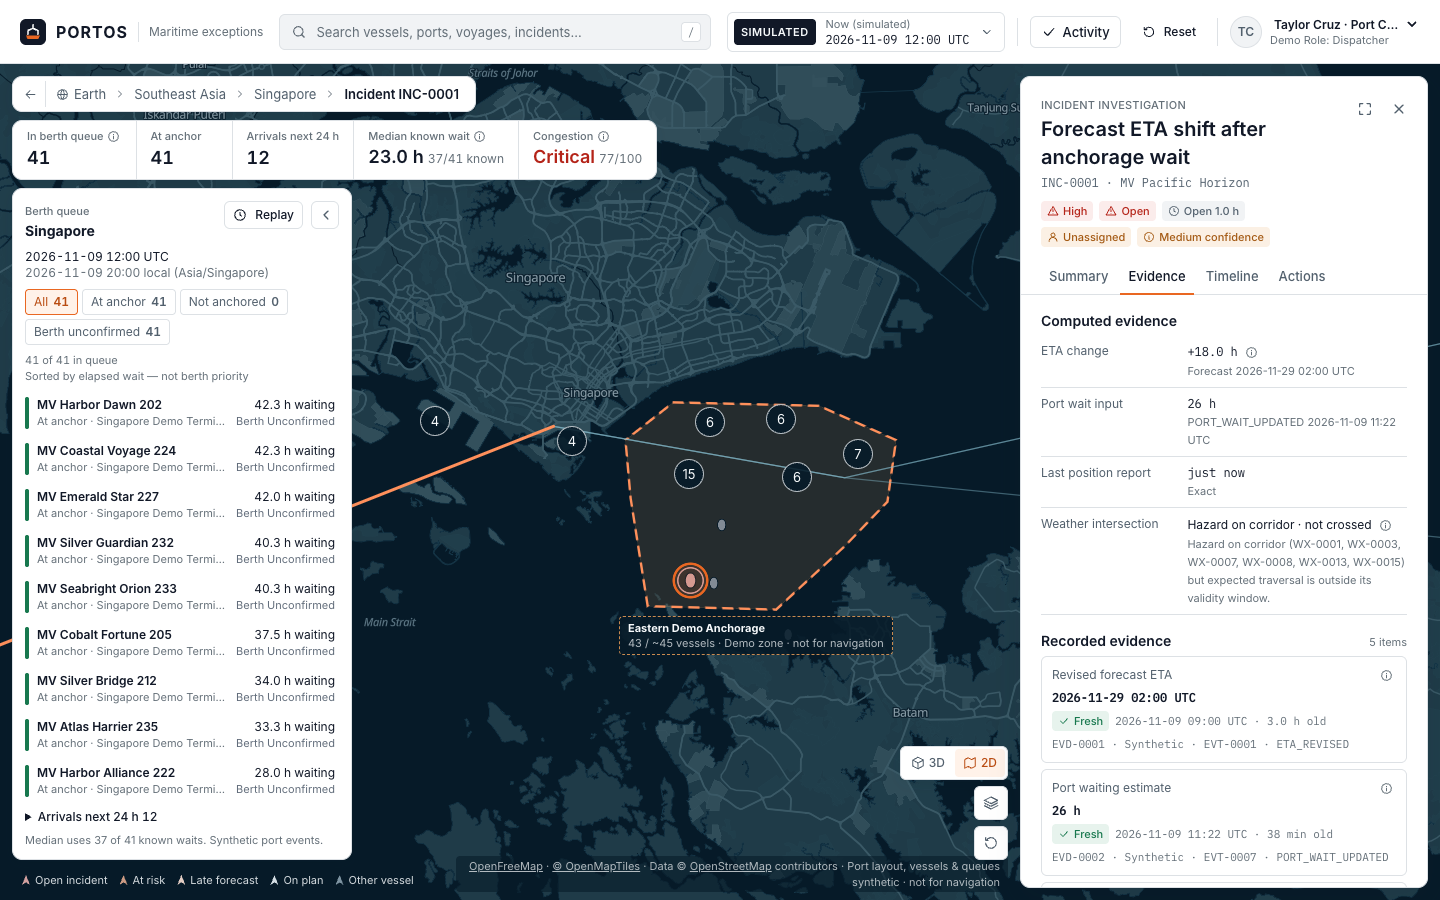 PORTOS
Maritime exceptions
Search vessels, ports, voyages, incidents...
/
SIMULATED
Now (simulated)
2026-11-09 12:00 UTC
Activity
Reset
TC
Taylor Cruz · Port C...
Demo Role: Dispatcher
Straits of Johor
Iskandar Puteri
Earth
Southeast Asia
Singapore
Incident INC-0001
In berth queue
41
At anchor
41
Arrivals next 24 h
12
Median known wait
23.0 h 37/41 known
Congestion
Critical 77/100
Berth queue
Singapore
Replay
2026-11-09 12:00 UTC
2026-11-09 20:00 local (Asia/Singapore)
All 41
At anchor 41
Not anchored 0
Berth unconfirmed 41
41 of 41 in queue
Sorted by elapsed wait — not berth priority
MV Harbor Dawn 202 42.3 h waiting
At anchor · Singapore Demo Termi... Berth Unconfirmed
MV Coastal Voyage 224 42.3 h waiting
At anchor · Singapore Demo Termi... Berth Unconfirmed
MV Emerald Star 227 42.0 h waiting
At anchor · Singapore Demo Termi... Berth Unconfirmed
MV Silver Guardian 232 40.3 h waiting
At anchor · Singapore Demo Termi... Berth Unconfirmed
MV Seabright Orion 233 40.3 h waiting
At anchor · Singapore Demo Termi... Berth Unconfirmed
MV Cobalt Fortune 205 37.5 h waiting
At anchor · Singapore Demo Termi... Berth Unconfirmed
MV Silver Bridge 212 34.0 h waiting
At anchor · Singapore Demo Termi... Berth Unconfirmed
MV Atlas Harrier 235 33.3 h waiting
At anchor · Singapore Demo Termi... Berth Unconfirmed
MV Harbor Alliance 222 28.0 h waiting
At anchor · Singapore Demo Termi... Berth Unconfirmed
Arrivals next 24 h 12
Median uses 37 of 41 known waits. Synthetic port events.
Open incident
At risk
Late forecast
On plan
Other vessel
Tanjung Su
Singapore
Singapore
4
4
6
6
7
15
6
Main Strait
Eastern Demo Anchorage
43 / ~45 vessels · Demo zone · not for navigation
Batam
3D
2D
OpenFreeMap · © OpenMapTiles · Data © OpenStreetMap contributors · Port layout, vessels & queues
synthetic · not for navigation
INCIDENT INVESTIGATION
Forecast ETA shift after
anchorage wait
INC-0001 · MV Pacific Horizon
High
Open
Open 1.0 h
Unassigned
Medium confidence
Summary
Evidence
Timeline
Actions
Computed evidence
ETA change
+18.0 h
Forecast 2026-11-29 02:00 UTC
Port wait input
26 h
PORT_WAIT_UPDATED 2026-11-09 11:22
UTC
Last position report
just now
Exact
Weather intersection
Hazard on corridor · not crossed
Hazard on corridor (WX-0001, WX-0003,
WX-0007, WX-0008, WX-0013, WX-0015)
but expected traversal is outside its
validity window.
Recorded evidence
5 items
Revised forecast ETA
2026-11-29 02:00 UTC
Fresh 2026-11-09 09:00 UTC · 3.0 h old
EVD-0001 · Synthetic · EVT-0001 · ETA_REVISED
Port waiting estimate
26 h
Fresh 2026-11-09 11:22 UTC · 38 min old
EVD-0002 · Synthetic · EVT-0007 · PORT_WAIT_UPDATED